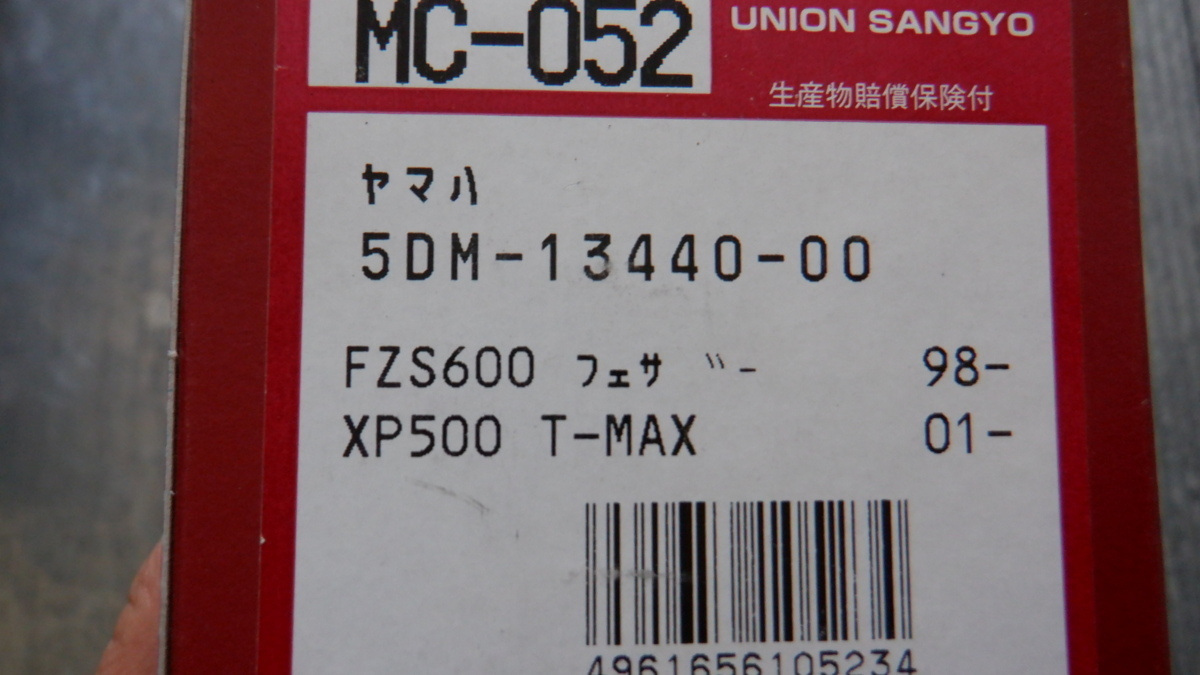 MC-052
UNION SANGYO
生産物賠償保険付
ヤマハ
5DM-13440-00
FZS600 フェザー 98-
XP500 T-MAX 01-
4961656105234